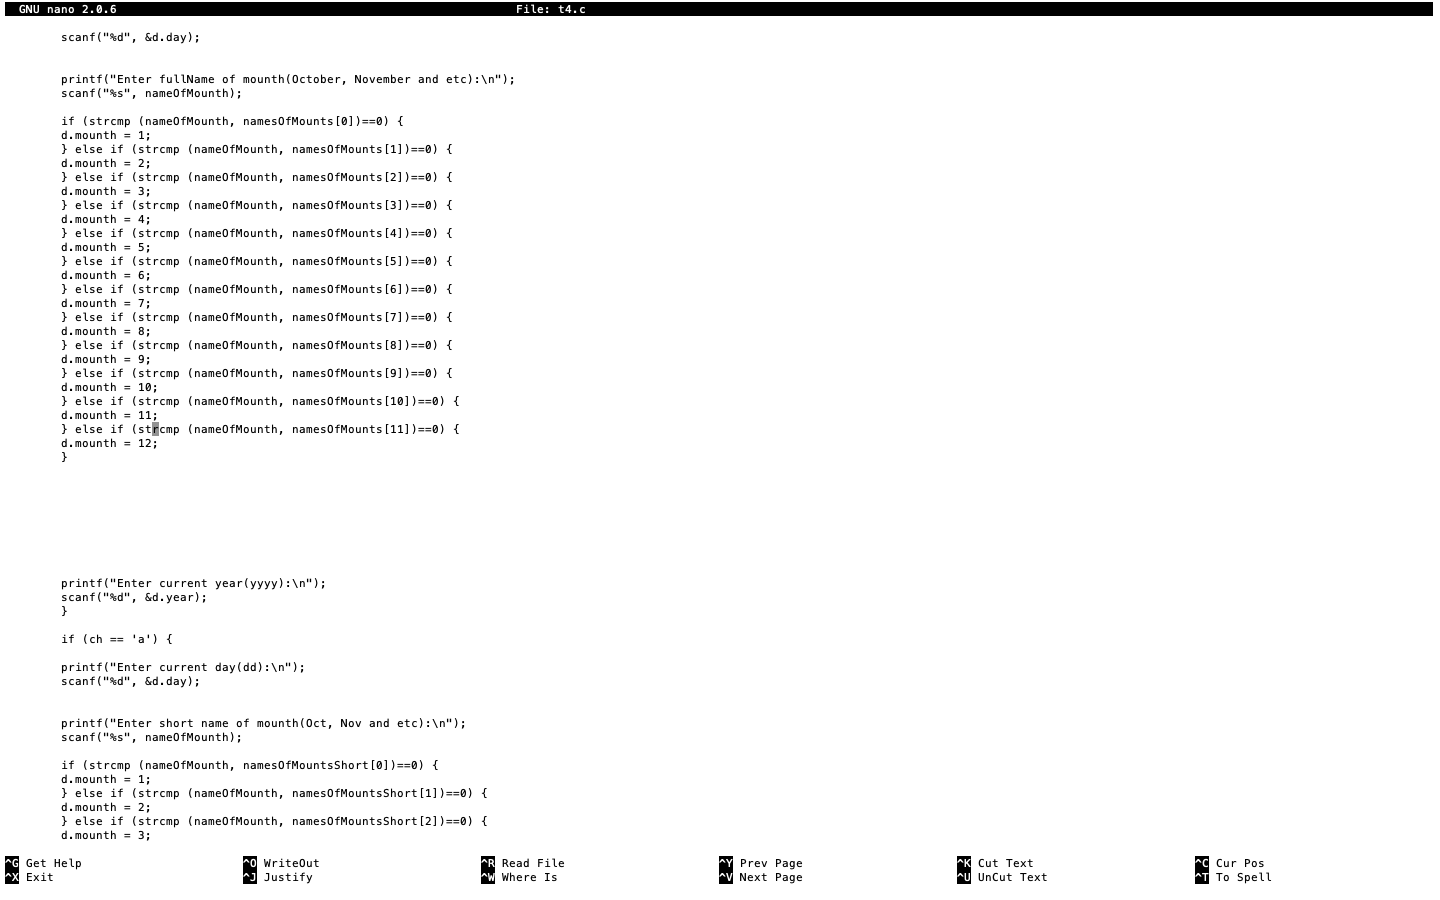 GNU nano 2.0.6 File: t4.c
scanf("%d", &d.day);
printf("Enter fullName of mounth(October, November and etc):\n");
scanf("%s", nameOfMounth);
if (strcmp (nameOfMounth, namesOfMounts[0])==0) {
d.mounth = 1;
} else if (strcmp (nameOfMounth, namesOfMounts[1])==0) {
d.mounth = 2;
} else if (strcmp (nameOfMounth, namesOfMounts[2])==0) {
d.mounth = 3;
} else if (strcmp (nameOfMounth, namesOfMounts[3])==0) {
d.mounth = 4;
} else if (strcmp (nameOfMounth, namesOfMounts[4])==0) {
d.mounth = 5;
} else if (strcmp (nameOfMounth, namesOfMounts[5])==0) {
d.mounth = 6;
} else if (strcmp (nameOfMounth, namesOfMounts[6])==0) {
d.mounth = 7;
} else if (strcmp (nameOfMounth, namesOfMounts[7])==0) {
d.mounth = 8;
} else if (strcmp (nameOfMounth, namesOfMounts[8])==0) {
d.mounth = 9;
} else if (strcmp (nameOfMounth, namesOfMounts[9])==0) {
d.mounth = 10;
} else if (strcmp (nameOfMounth, namesOfMounts[10])==0) {
d.mounth = 11;
} else if (strcmp (nameOfMounth, namesOfMounts[11])==0) {
d.mounth = 12;
}
printf("Enter current year(yyyy):\n");
scanf("%d", &d.year);
}
if (ch == 'a') {
printf("Enter current day(dd):\n");
scanf("%d", &d.day);
printf("Enter short name of mounth(Oct, Nov and etc):\n");
scanf("%s", nameOfMounth);
if (strcmp (nameOfMounth, namesOfMountsShort[0])==0) {
d.mounth = 1;
} else if (strcmp (nameOfMounth, namesOfMountsShort[1])==0) {
d.mounth = 2;
} else if (strcmp (nameOfMounth, namesOfMountsShort[2])==0) {
d.mounth = 3;
^G Get Help ^O WriteOut ^R Read File ^Y Prev Page ^K Cut Text ^C Cur Pos
^X Exit ^J Justify ^W Where Is ^V Next Page ^U UnCut Text ^T To Spell